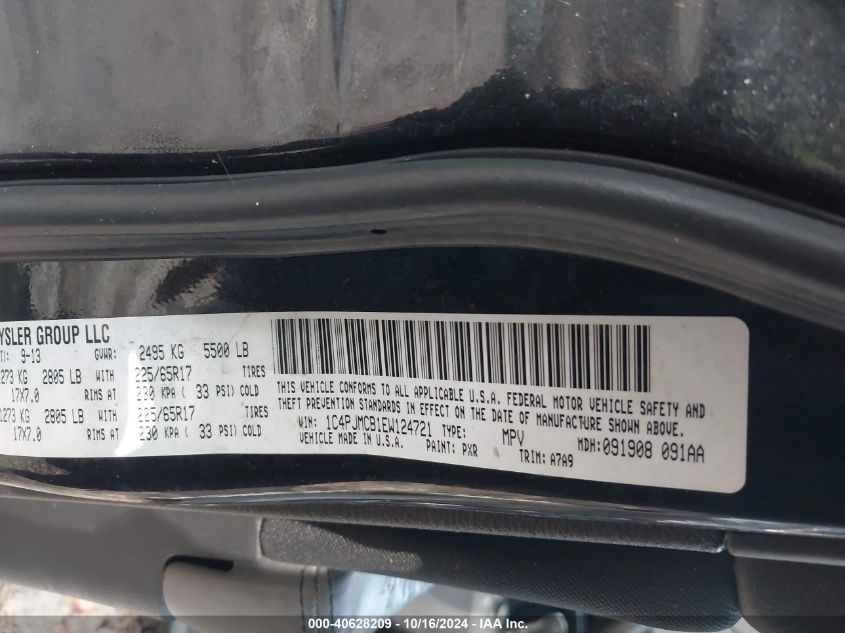 YSLER GROUP LLC
9-13 GVWR: 2495 KG 5500 LB
1273 KG 2805 LB WITH 225/65R17 TIRES
17X7.0 RIMS AT 230 KPA ( 33 PSI) COLD
1273 KG 2805 LB WITH 225/65R17 TIRES
17X7.0 RIMS AT 230 KPA ( 33 PSI) COLD
THIS VEHICLE CONFORMS TO ALL APPLICABLE U.S.A. FEDERAL MOTOR VEHICLE SAFETY AND
THEFT PREVENTION STANDARDS IN EFFECT ON THE DATE OF MANUFACTURE SHOWN ABOVE.
VIN: 1C4PJMCB1EW124721 TYPE: MPV MDH:091908 091AA
VEHICLE MADE IN U.S.A. PAINT: PXR TRIM: A7A9
000-40628209 - 10/16/2024 - IAAI Inc.